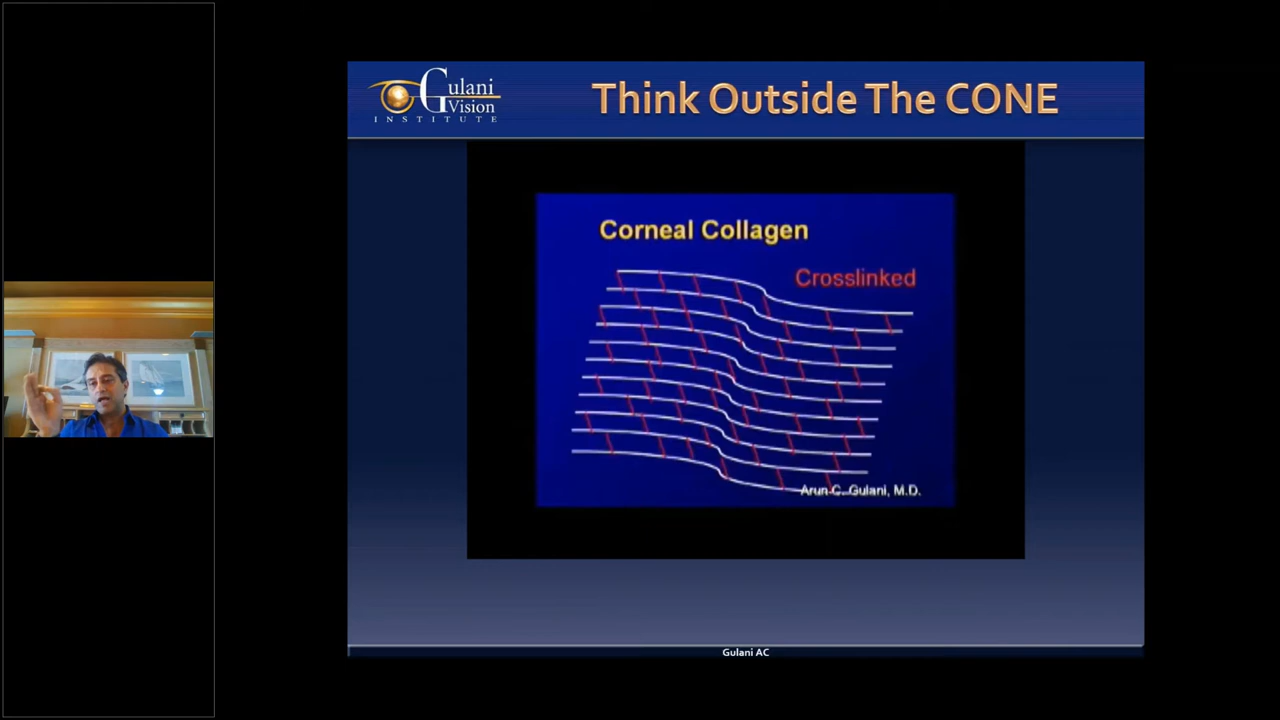 Gulani
Vision
INSTITUTE
Think Outside The CONE
Corneal Collagen
Crosslinked
Arun C. Gulani, M.D.
Gulani AC